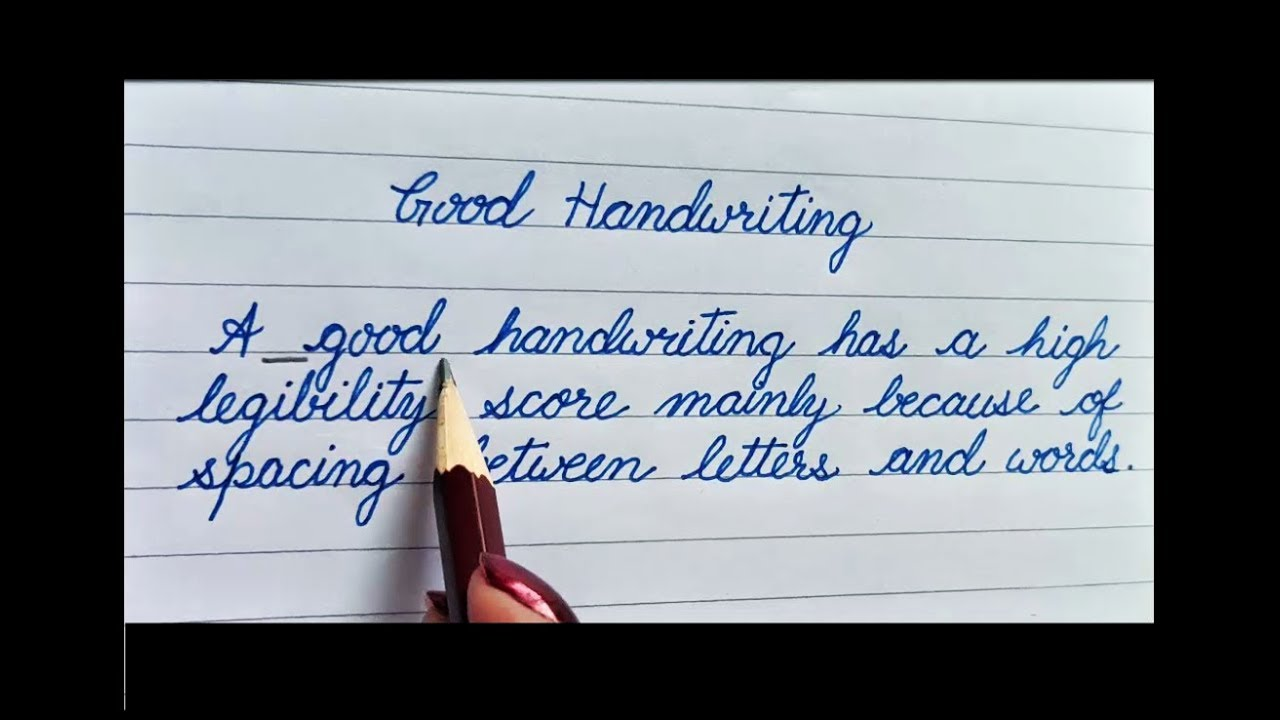 Good Handwriting
A good handwriting has a high
legibility score mainly because of
spacing between letters and words.